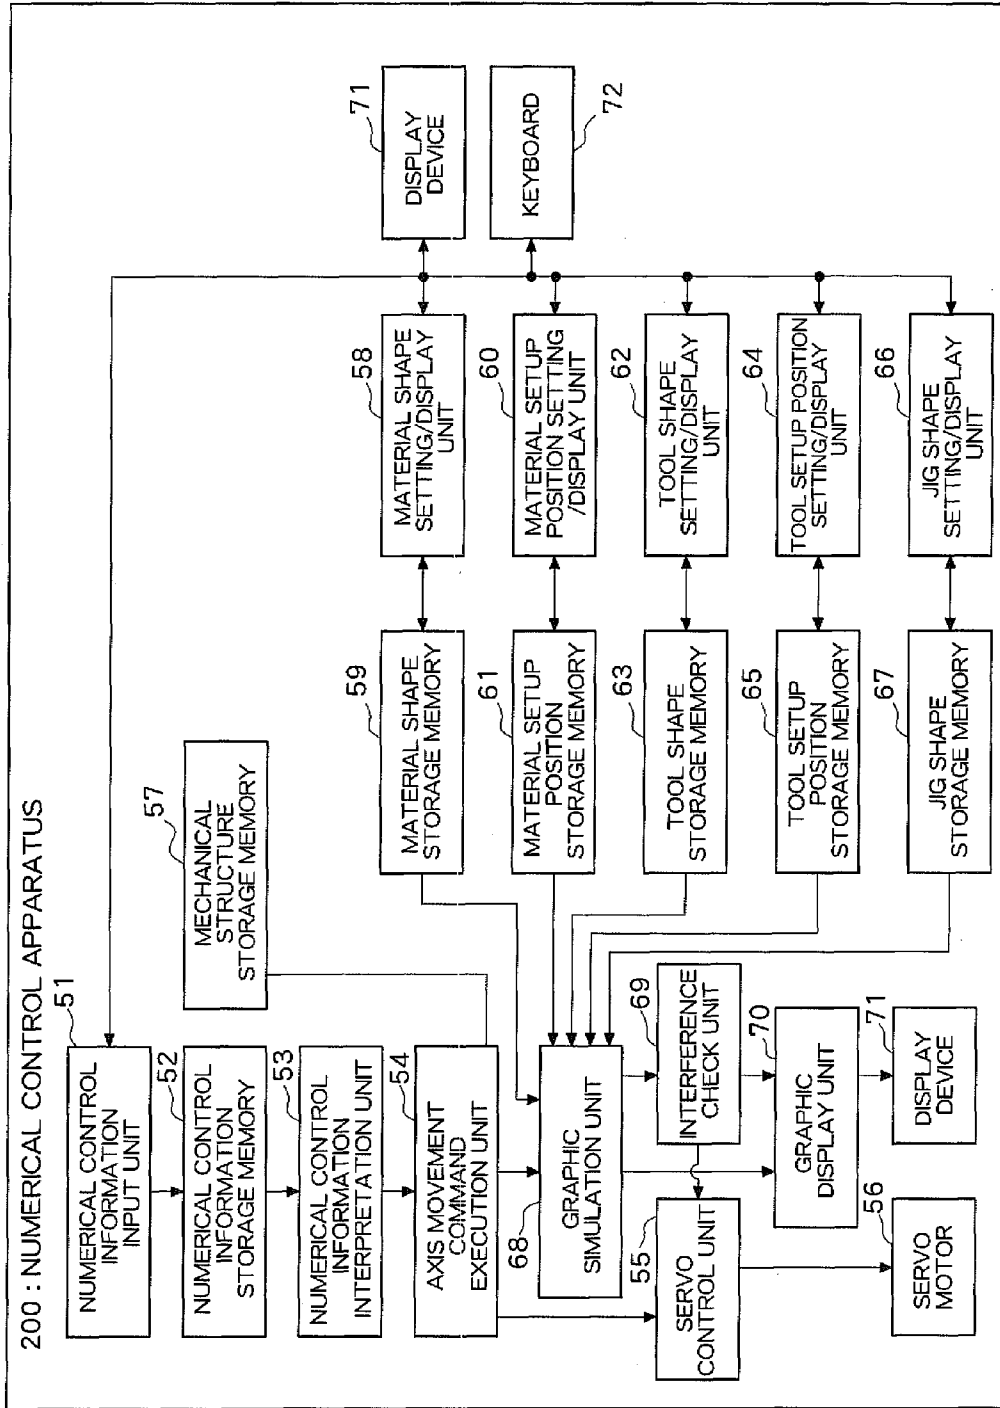 200 : NUMERICAL CONTROL APPARATUS
51
NUMERICAL CONTROL
INFORMATION
INPUT UNIT
52
NUMERICAL CONTROL
INFORMATION
STORAGE MEMORY
53
NUMERICAL CONTROL
INFORMATION
INTERPRETATION UNIT
54
AXIS MOVEMENT
COMMAND
EXECUTION UNIT
57
MECHANICAL
STRUCTURE
STORAGE MEMORY
68
GRAPHIC
SIMULATION UNIT
55
SERVO
CONTROL UNIT
56
SERVO
MOTOR
69
INTERFERENCE
CHECK UNIT
70
GRAPHIC
DISPLAY UNIT
71
DISPLAY
DEVICE
59
MATERIAL SHAPE
STORAGE MEMORY
61
MATERIAL SETUP
POSITION
STORAGE MEMORY
63
TOOL SHAPE
STORAGE MEMORY
65
TOOL SETUP
POSITION
STORAGE MEMORY
67
JIG SHAPE
STORAGE MEMORY
58
MATERIAL SHAPE
SETTING/DISPLAY
UNIT
60
MATERIAL SETUP
POSITION SETTING
/DISPLAY UNIT
62
TOOL SHAPE
SETTING/DISPLAY
UNIT
64
TOOL SETUP POSITION
SETTING/DISPLAY
UNIT
66
JIG SHAPE
SETTING/DISPLAY
UNIT
71
DISPLAY
DEVICE
72
KEYBOARD